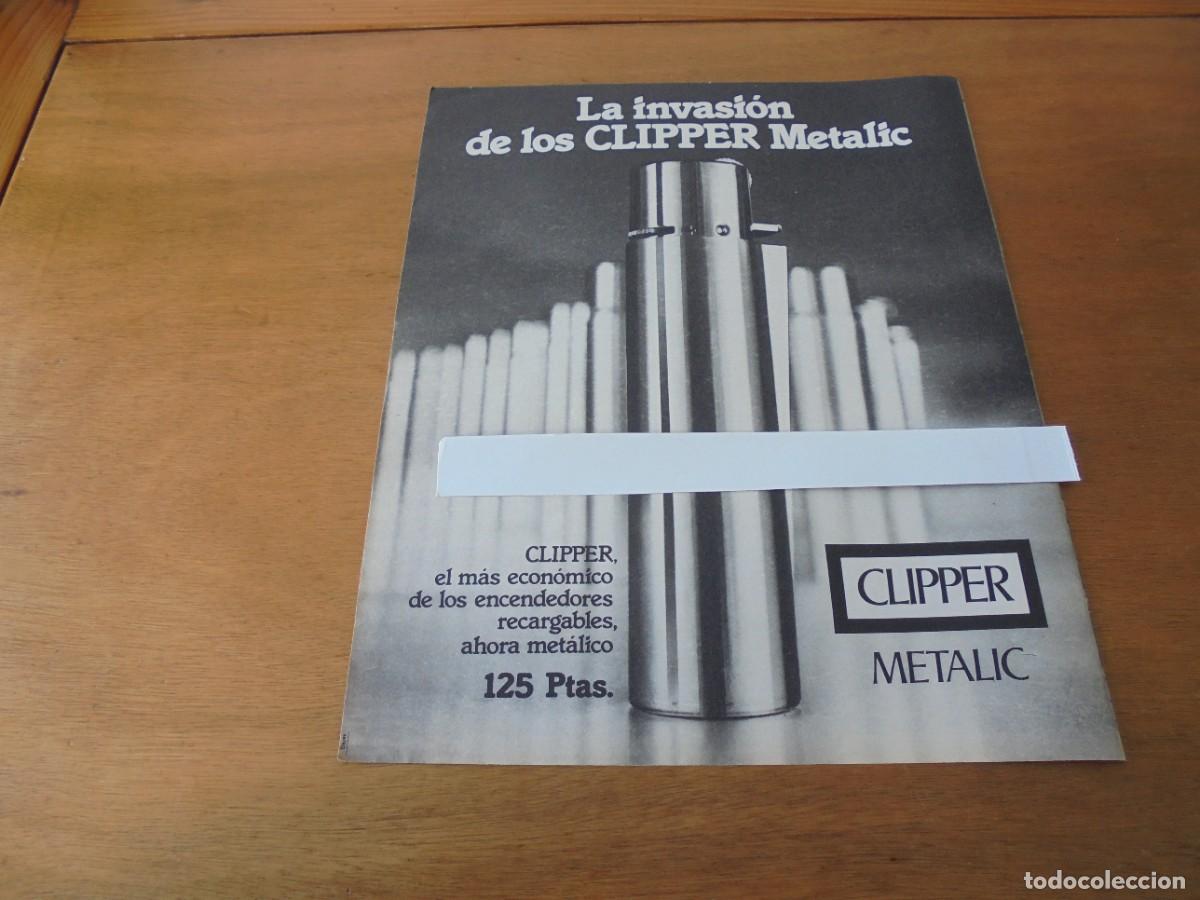 La invasión
de los CLIPPER Metalic
CLIPPER,
el más económico
de los encendedores
recargables,
ahora metálico
125 Ptas.
CLIPPER
METALIC
todocoleccion